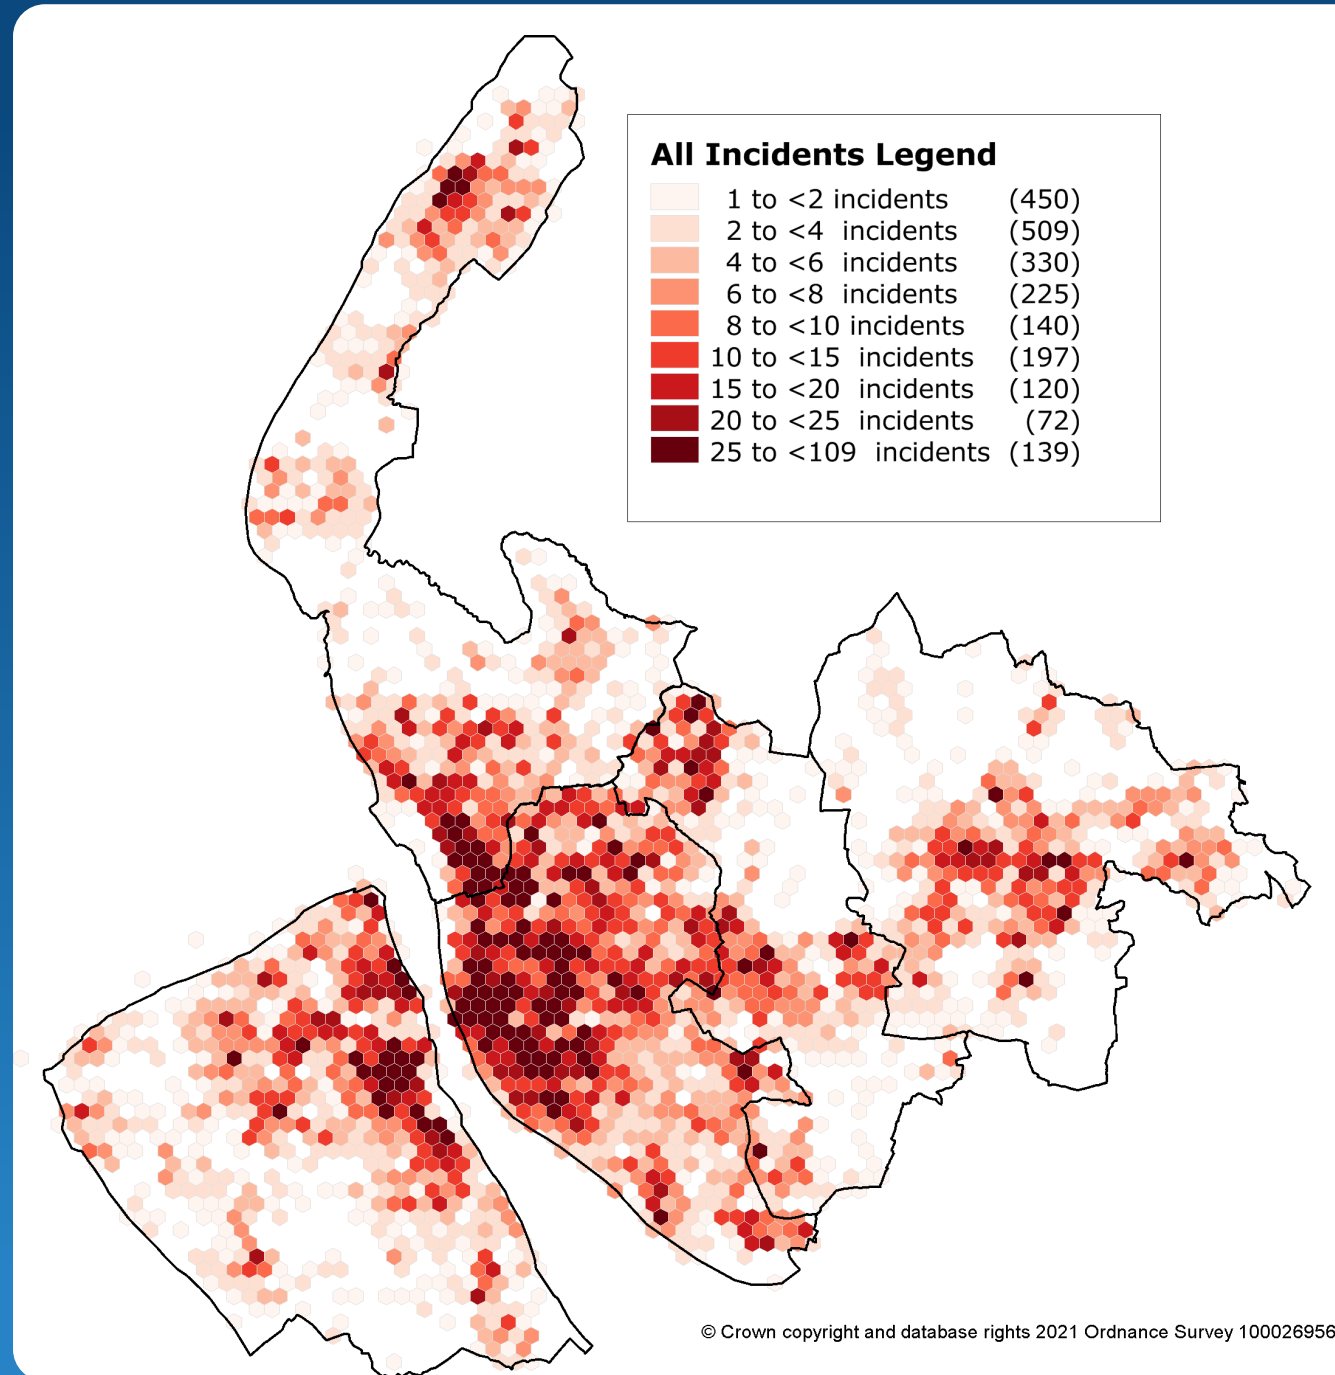 All Incidents Legend
1 to <2 incidents (450)
2 to <4 incidents (509)
4 to <6 incidents (330)
6 to <8 incidents (225)
8 to <10 incidents (140)
10 to <15 incidents (197)
15 to <20 incidents (120)
20 to <25 incidents (72)
25 to <109 incidents (139)
© Crown copyright and database rights 2021 Ordnance Survey 100026956